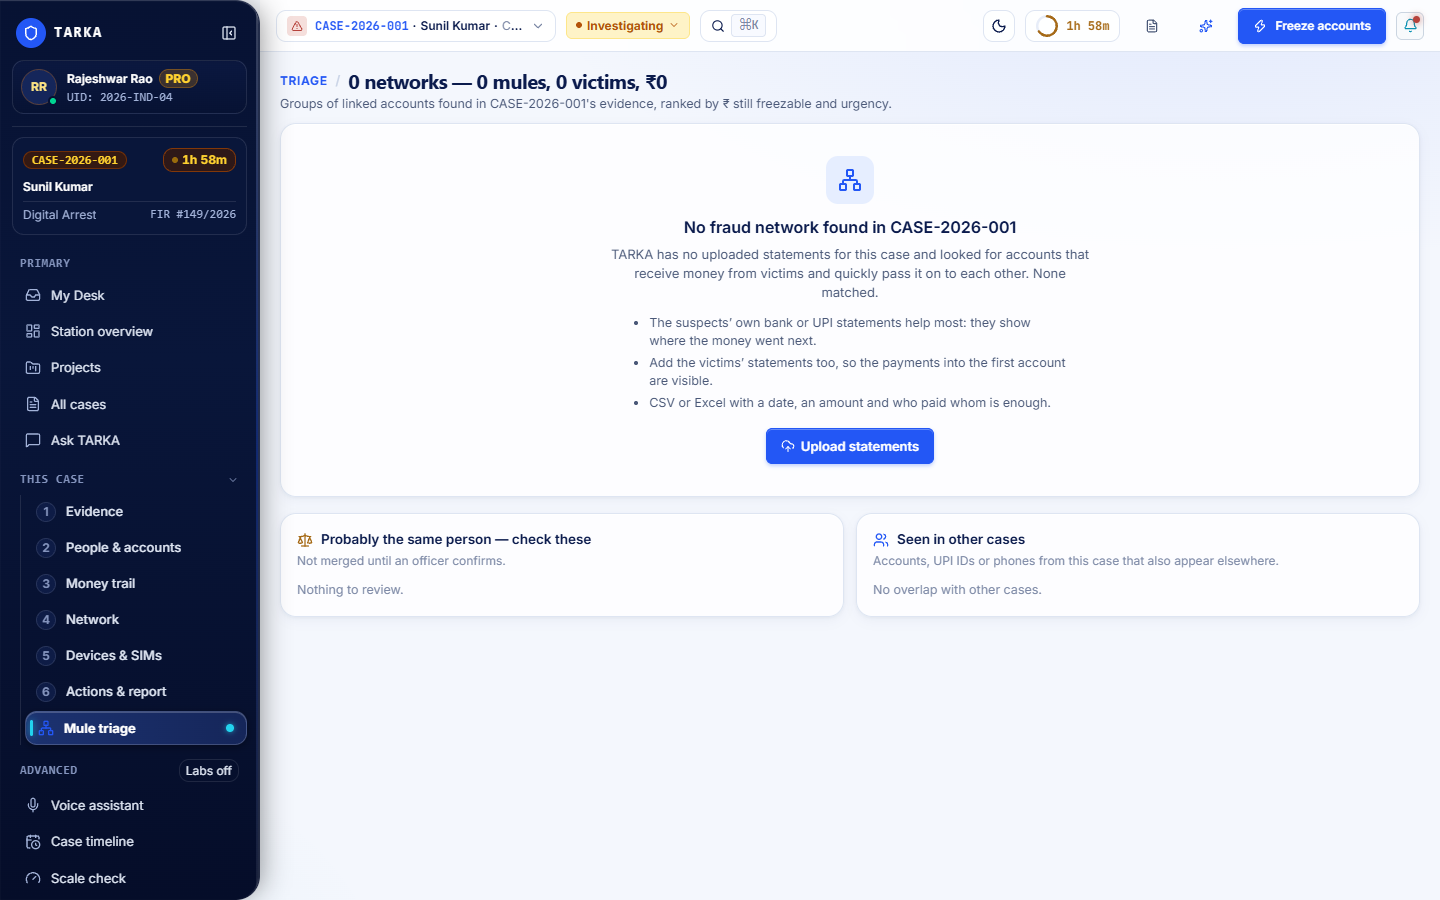 TARKA
RR
Rajeshwar Rao PRO
UID: 2026-IND-04
CASE-2026-001
1h 58m
Sunil Kumar
Digital Arrest
FIR #149/2026
PRIMARY
My Desk
Station overview
Projects
All cases
Ask TARKA
THIS CASE
1 Evidence
2 People & accounts
3 Money trail
4 Network
5 Devices & SIMs
6 Actions & report
Mule triage
ADVANCED
Labs off
Voice assistant
Case timeline
Scale check
CASE-2026-001 · Sunil Kumar · C...
Investigating
⌘K
1h 58m
Freeze accounts
TRIAGE / 0 networks — 0 mules, 0 victims, ₹0
Groups of linked accounts found in CASE-2026-001's evidence, ranked by ₹ still freezable and urgency.
No fraud network found in CASE-2026-001
TARKA has no uploaded statements for this case and looked for accounts that
receive money from victims and quickly pass it on to each other. None
matched.
• The suspects’ own bank or UPI statements help most: they show
where the money went next.
• Add the victims’ statements too, so the payments into the first account
are visible.
• CSV or Excel with a date, an amount and who paid whom is enough.
Upload statements
Probably the same person — check these
Not merged until an officer confirms.
Nothing to review.
Seen in other cases
Accounts, UPI IDs or phones from this case that also appear elsewhere.
No overlap with other cases.